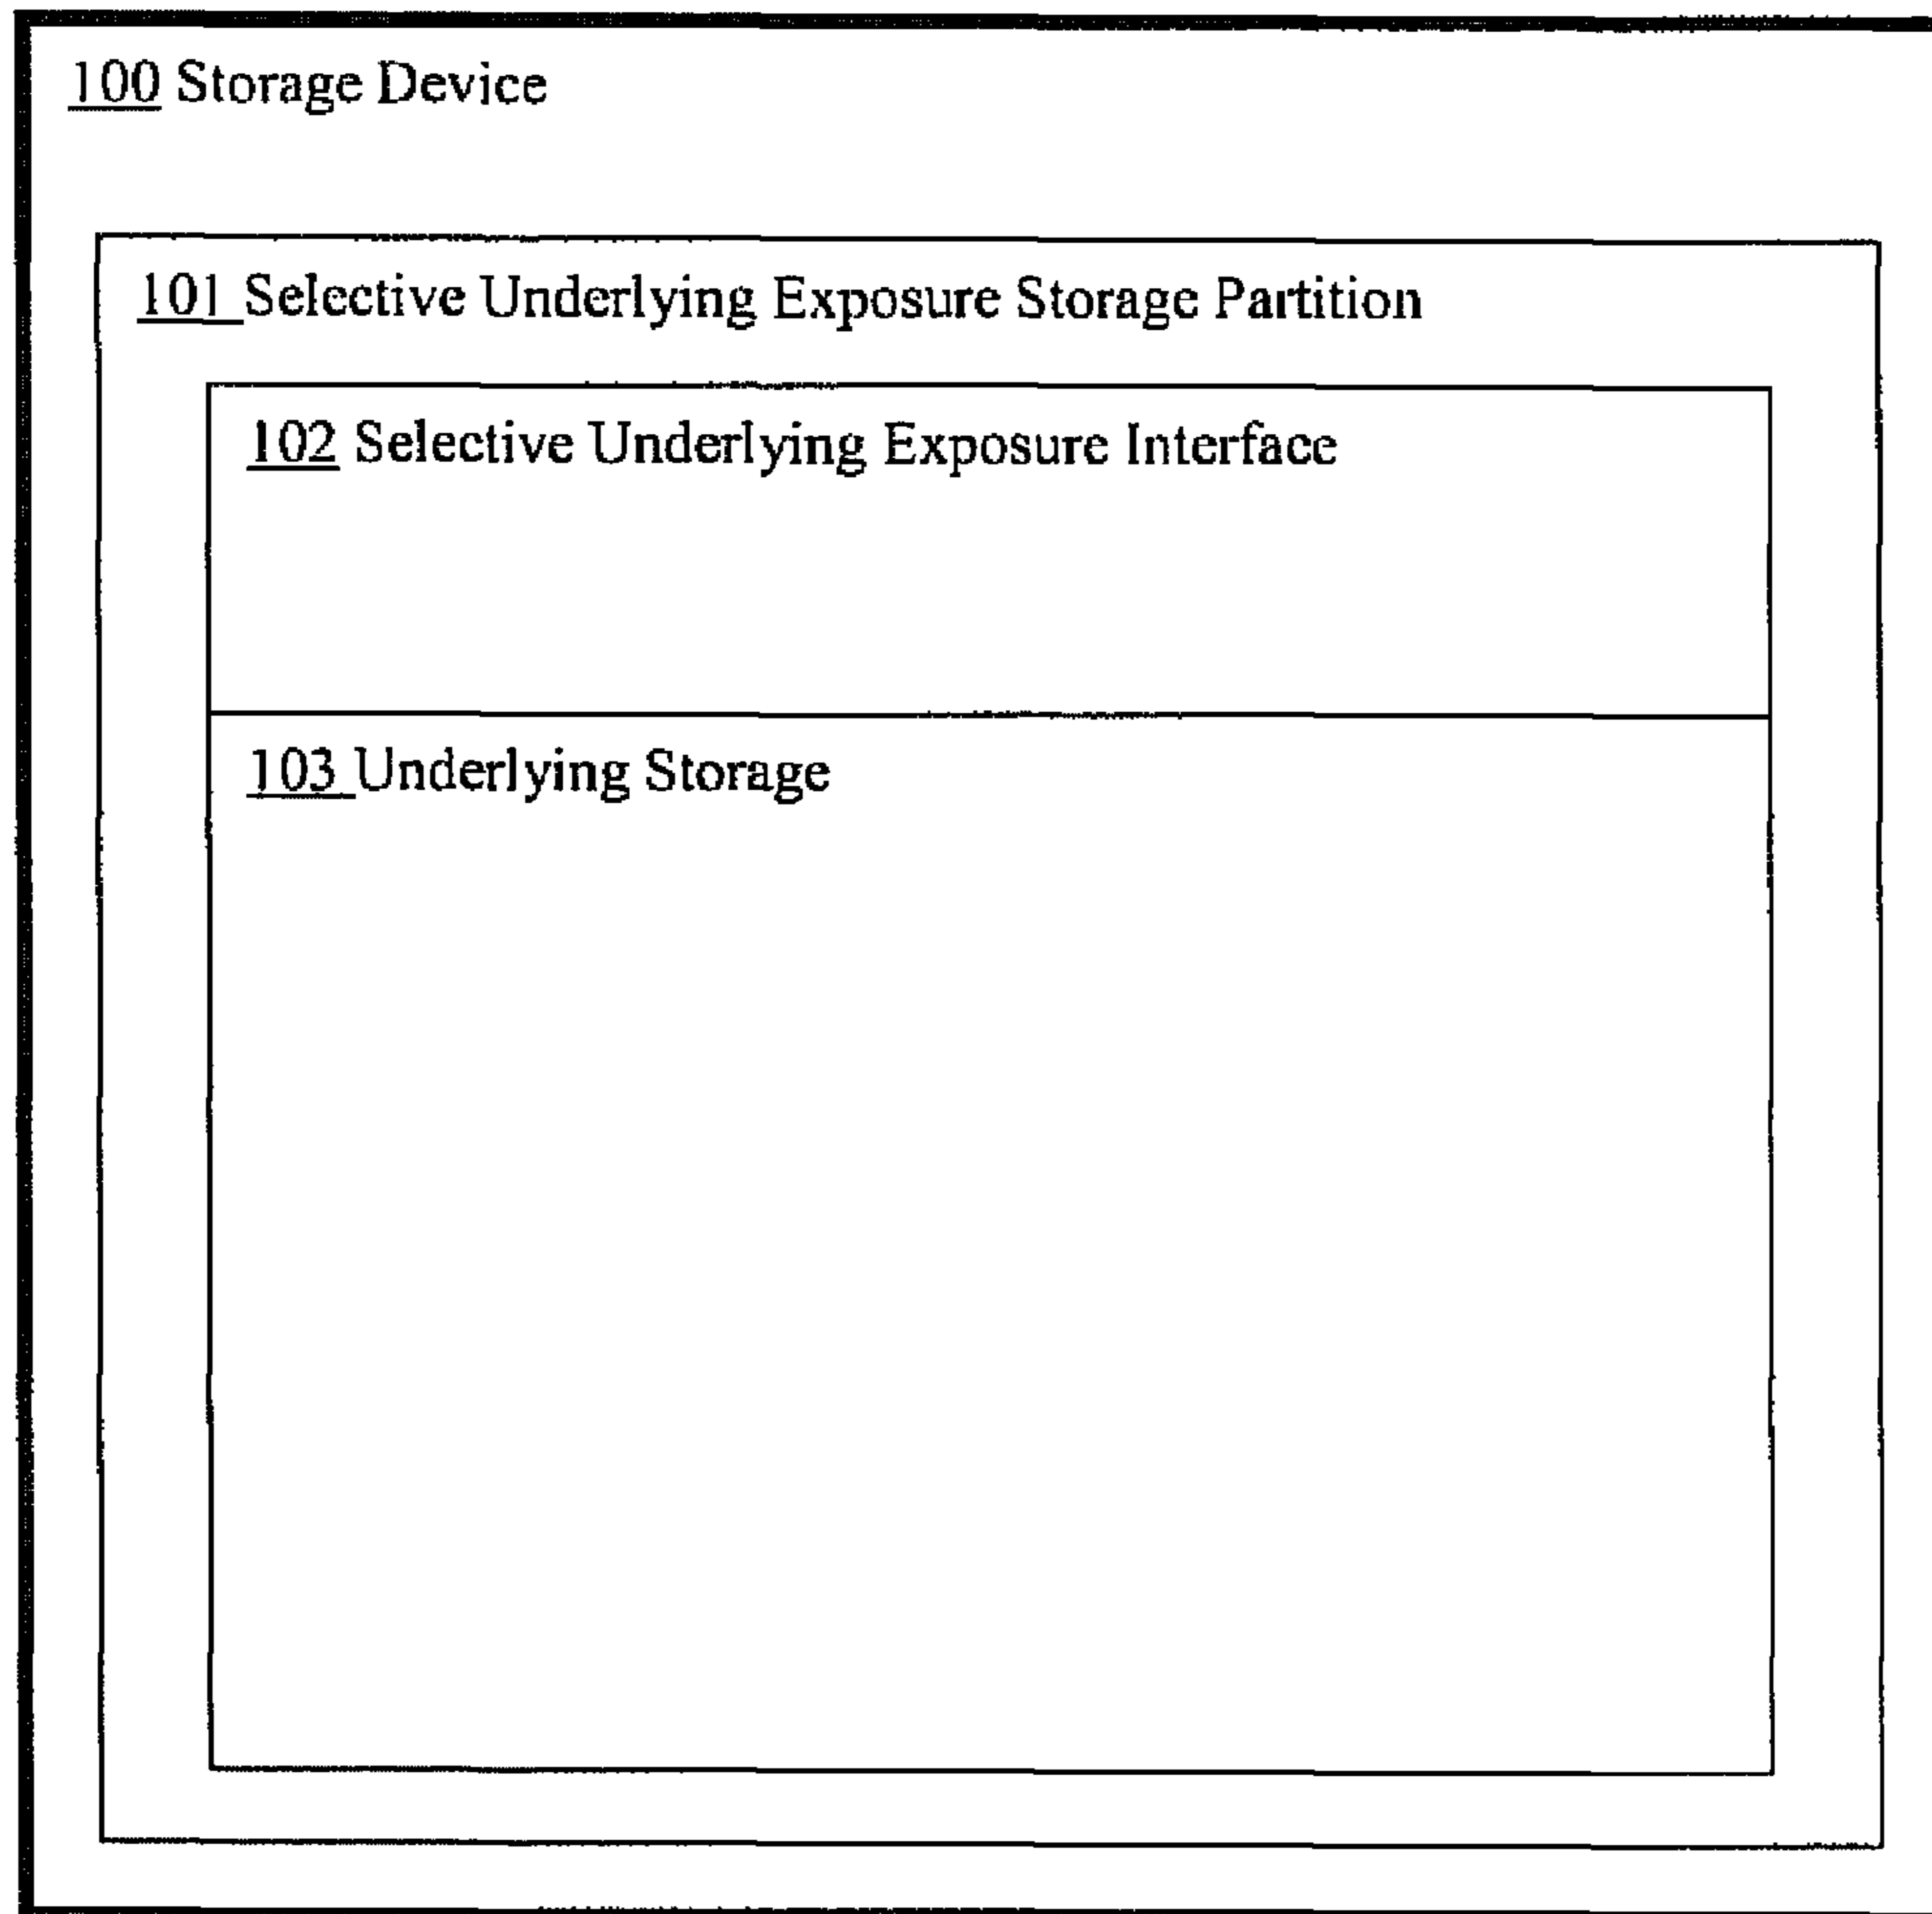 100 Storage Device
101 Selective Underlying Exposure Storage Partition
102 Selective Underlying Exposure Interface
103 Underlying Storage